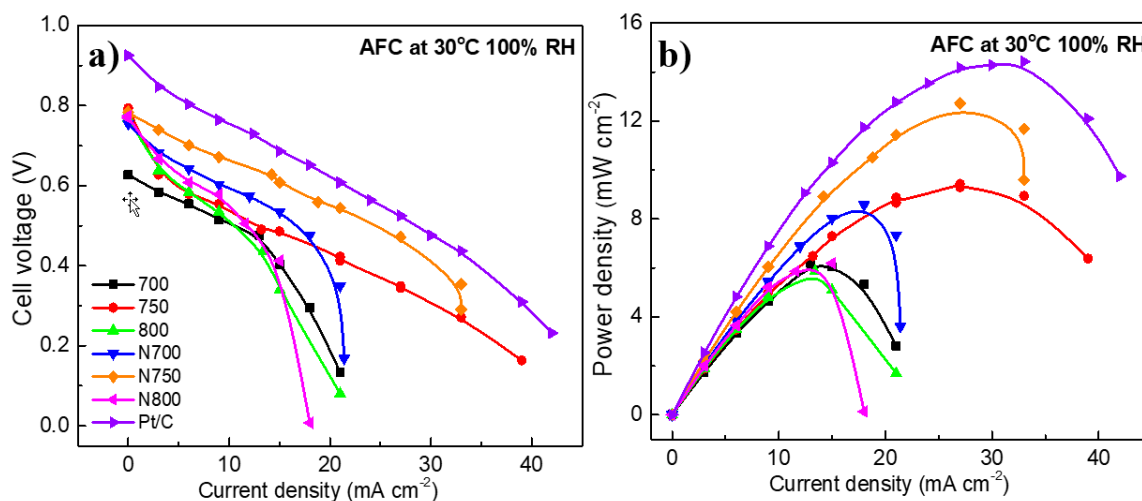 a)
AFC at 30°C 100% RH
Cell voltage (V)
1.0
0.8
0.6
0.4
0.2
0.0
700
750
800
N700
N750
N800
Pt/C
0 10 20 30 40
Current density (mA cm⁻²)
b)
AFC at 30°C 100% RH
Power density (mW cm⁻²)
16
12
8
4
0
0 10 20 30 40
Current density (mA cm⁻²)